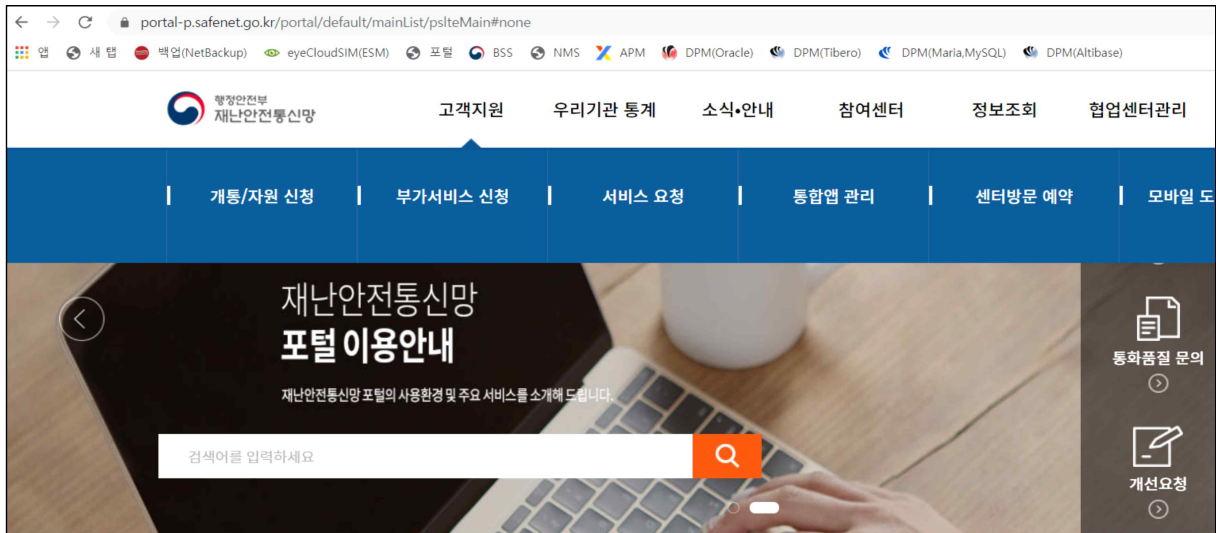 portal-p.safenet.go.kr/portal/default/mainList/pslteMain#none
앱 새 탭 백업(NetBackup) eyeCloudSIM(ESM) 포털 BSS NMS APM DPM(Oracle) DPM(Tibero) DPM(Maria,MySQL) DPM(Altibase)
행정안전부
재난안전통신망
고객지원 우리기관 통계 소식•안내 참여센터 정보조회 협업센터관리
개통/자원 신청 부가서비스 신청 서비스 요청 통합앱 관리 센터방문 예약 모바일 도
재난안전통신망
포털 이용안내
재난안전통신망 포털의 사용환경 및 주요 서비스를 소개해 드립니다.
검색어를 입력하세요
통화품질 문의
개선요청